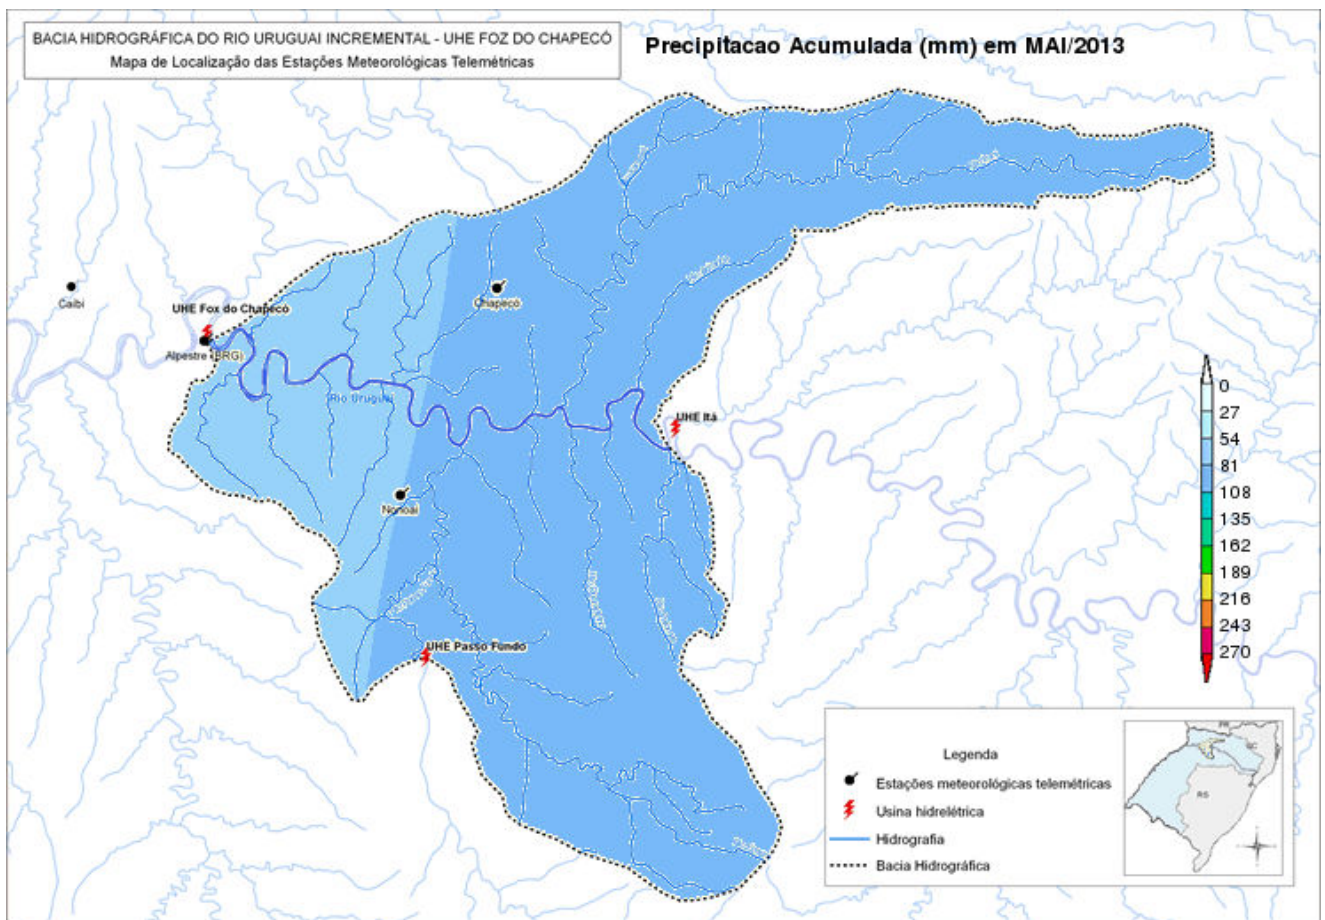 BACIA HIDROGRÁFICA DO RIO URUGUAI INCREMENTAL - UHE FOZ DO CHAPECÓ
Mapa de Localização das Estações Meteorológicas Telemétricas
Precipitacao Acumulada (mm) em MAI/2013
Caibi
UHE Fox do Chapecó
Chapecó
Alpestre (BRG)
Rio Uruguai
UHE Itá
Nonoai
UHE Passo Fundo
0
27
54
81
108
135
162
189
216
243
270
Legenda
Estações meteorológicas telemétricas
Usina hidrelétrica
Hidrografia
Bacia Hidrográfica
PR
SC
RS